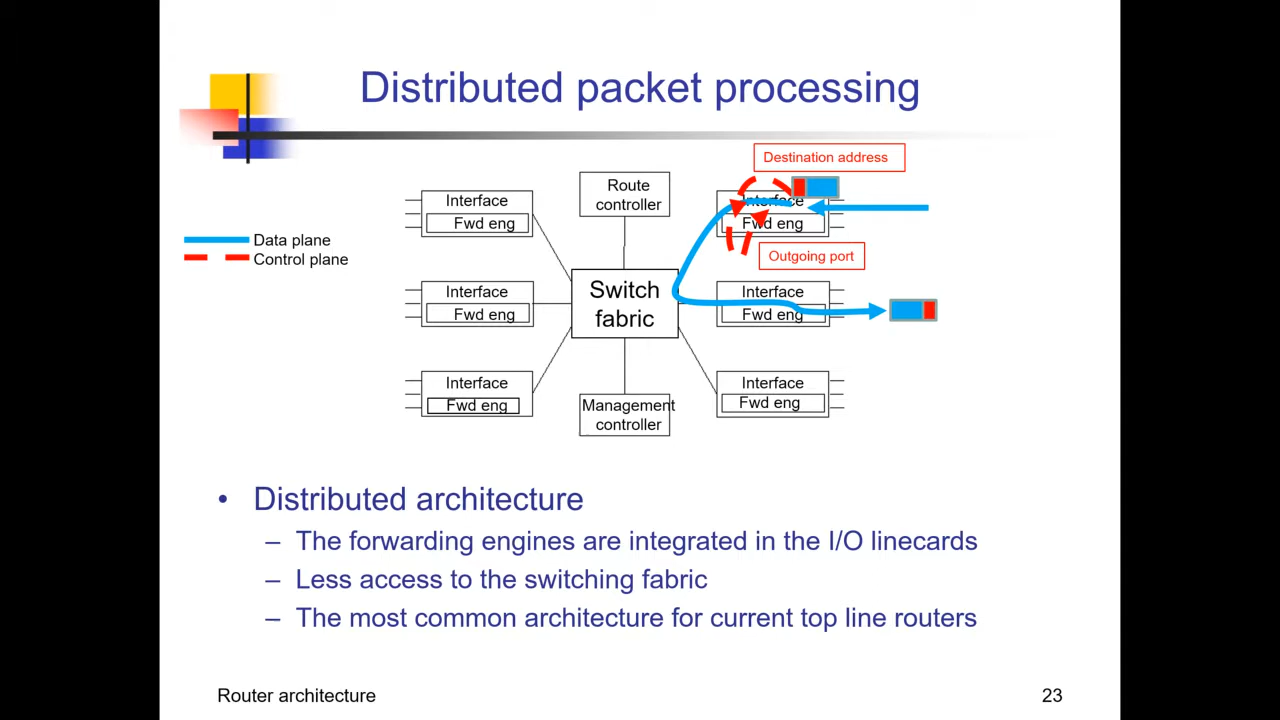 Distributed packet processing
Destination address
Interface
Fwd eng
Route
controller
Interface
Fwd eng
Data plane
Control plane
Outgoing port
Interface
Fwd eng
Switch
fabric
Interface
Fwd eng
Interface
Fwd eng
Management
controller
Interface
Fwd eng
• Distributed architecture
– The forwarding engines are integrated in the I/O linecards
– Less access to the switching fabric
– The most common architecture for current top line routers
Router architecture
23